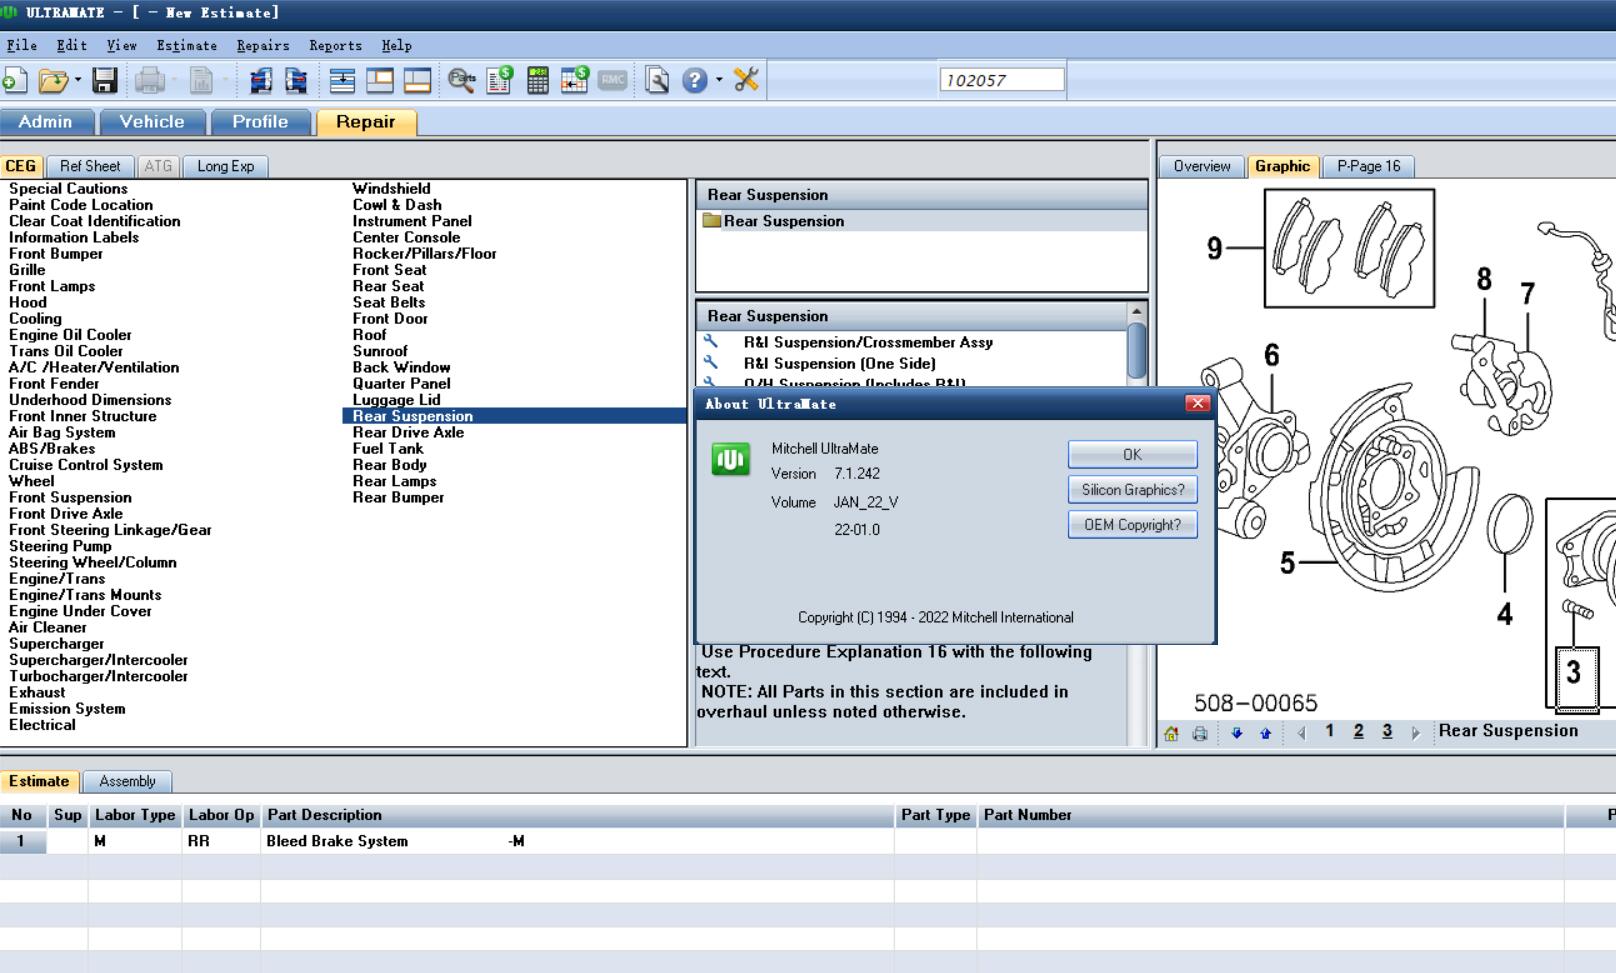 ULTRAMATE - [ - New Estimate]
File Edit View Estimate Repairs Reports Help
Parts RMC ? 102057
Admin Vehicle Profile Repair
CEG Ref Sheet ATG Long Exp
Special Cautions
Paint Code Location
Clear Coat Identification
Information Labels
Front Bumper
Grille
Front Lamps
Hood
Cooling
Engine Oil Cooler
Trans Oil Cooler
A/C /Heater/Ventilation
Front Fender
Underhood Dimensions
Front Inner Structure
Air Bag System
ABS/Brakes
Cruise Control System
Wheel
Front Suspension
Front Drive Axle
Front Steering Linkage/Gear
Steering Pump
Steering Wheel/Column
Engine/Trans
Engine/Trans Mounts
Engine Under Cover
Air Cleaner
Supercharger
Supercharger/Intercooler
Turbocharger/Intercooler
Exhaust
Emission System
Electrical
Windshield
Cowl & Dash
Instrument Panel
Center Console
Rocker/Pillars/Floor
Front Seat
Rear Seat
Seat Belts
Front Door
Roof
Sunroof
Back Window
Quarter Panel
Luggage Lid
Rear Suspension
Rear Drive Axle
Fuel Tank
Rear Body
Rear Lamps
Rear Bumper
Rear Suspension
Rear Suspension
Rear Suspension
R&I Suspension/Crossmember Assy
R&I Suspension (One Side)
O/H Suspension (Includes R&I)
About UltraMate
Mitchell UltraMate
Version 7.1.242
Volume JAN_22_V
22-01.0
OK
Silicon Graphics?
OEM Copyright?
Copyright (C) 1994 - 2022 Mitchell International
Use Procedure Explanation 16 with the following
text.
NOTE: All Parts in this section are included in
overhaul unless noted otherwise.
Overview Graphic P-Page 16
9
8
7
6
5
4
3
508-00065
1 2 3 Rear Suspension
Estimate Assembly
No Sup Labor Type Labor Op Part Description Part Type Part Number P
1 M RR Bleed Brake System -M